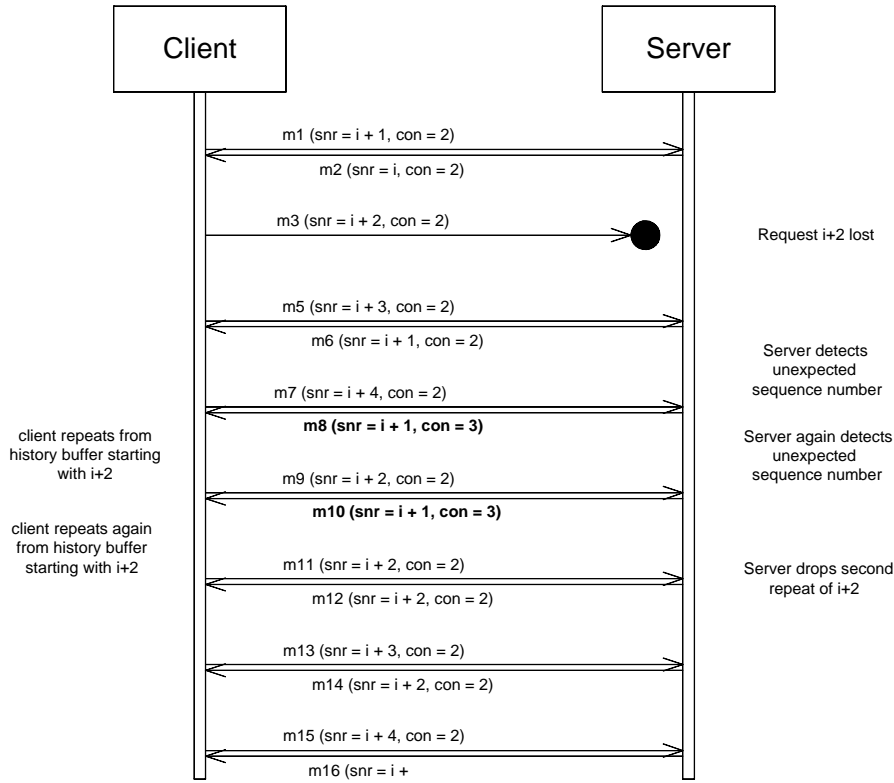 Client
Server
m1 (snr = i + 1, con = 2)
m2 (snr = i, con = 2)
m3 (snr = i + 2, con = 2)
Request i+2 lost
m5 (snr = i + 3, con = 2)
m6 (snr = i + 1, con = 2)
Server detects
unexpected
sequence number
m7 (snr = i + 4, con = 2)
m8 (snr = i + 1, con = 3)
client repeats from
history buffer starting
with i+2
Server again detects
unexpected
sequence number
m9 (snr = i + 2, con = 2)
m10 (snr = i + 1, con = 3)
client repeats again
from history buffer
starting with i+2
m11 (snr = i + 2, con = 2)
m12 (snr = i + 2, con = 2)
Server drops second
repeat of i+2
m13 (snr = i + 3, con = 2)
m14 (snr = i + 2, con = 2)
m15 (snr = i + 4, con = 2)
m16 (snr = i +